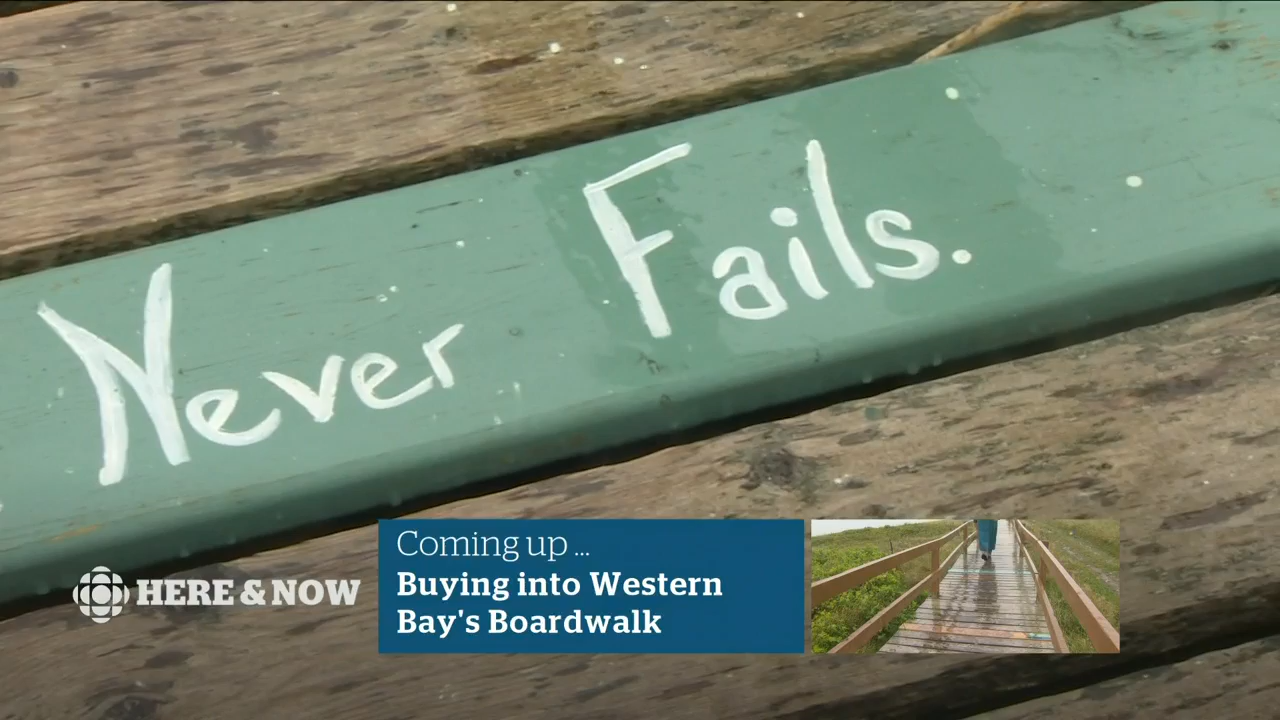 Never Fails.
Coming up ...
Buying into Western
Bay's Boardwalk
HERE & NOW